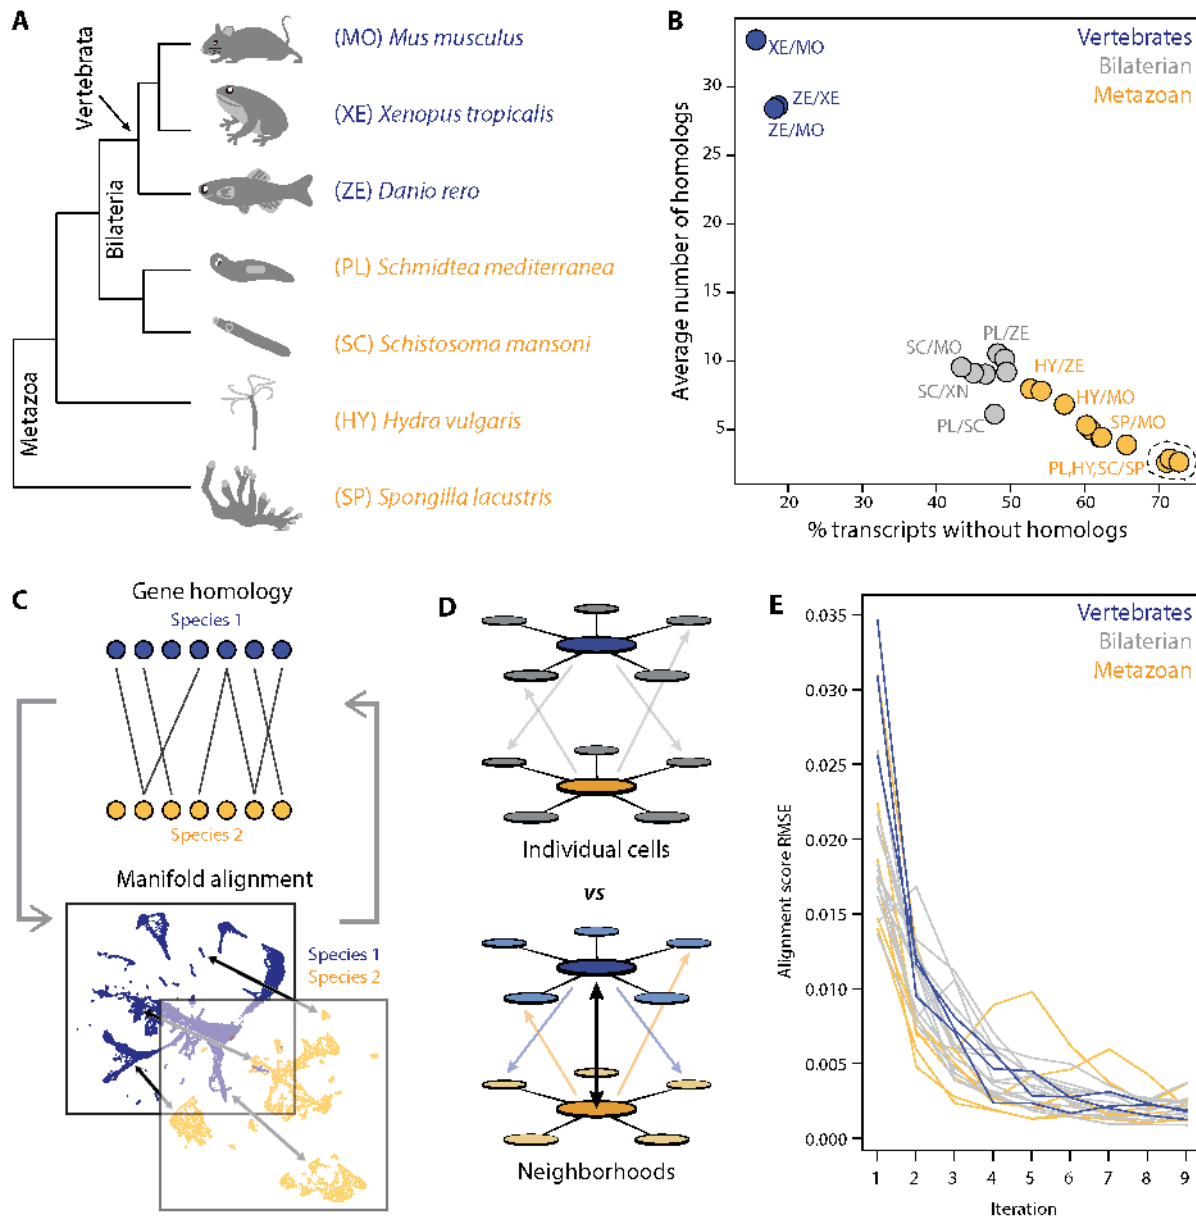 A
Vertebrata
Bilateria
Metazoa
(MO) Mus musculus
(XE) Xenopus tropicalis
(ZE) Danio rero
(PL) Schmidtea mediterranea
(SC) Schistosoma mansoni
(HY) Hydra vulgaris
(SP) Spongilla lacustris
B
Vertebrates
Bilaterian
Metazoan
Average number of homologs
30
25
20
15
10
5
XE/MO
ZE/XE
ZE/MO
PL/ZE
SC/MO
SC/XN
PL/SC
HY/ZE
HY/MO
SP/MO
PL,HY,SC/SP
20
40
50
60
70
% transcripts without homologs
C
Gene homology
Species 1
Species 2
Manifold alignment
Species 1
Species 2
D
Individual cells
vs
Neighborhoods
E
Vertebrates
Bilaterian
Metazoan
Alignment score RMSE
0.035
0.030
0.025
0.020
0.015
0.010
0.005
0.000
1 2 3 4 5 6 7 8 9
Iteration